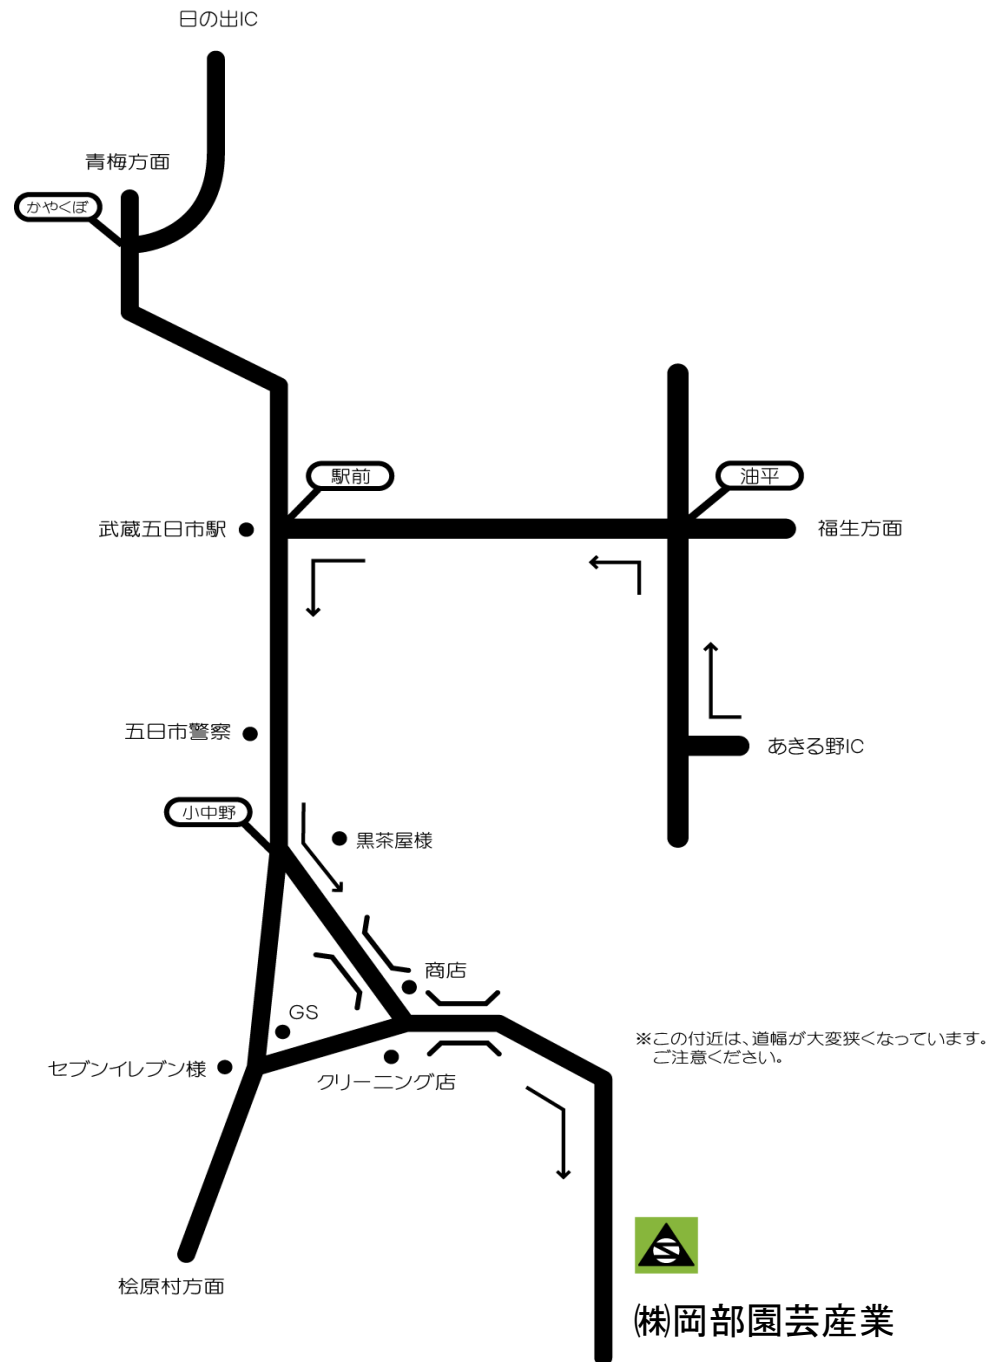 日の出IC
青梅方面
かやくぼ
駅前
油平
武蔵五日市駅
福生方面
五日市警察
あきる野IC
小中野
黒茶屋様
商店
GS
※この付近は、道幅が大変狭くなっています。
ご注意ください。
セブンイレブン様
クリーニング店
桧原村方面
㈱岡部園芸産業